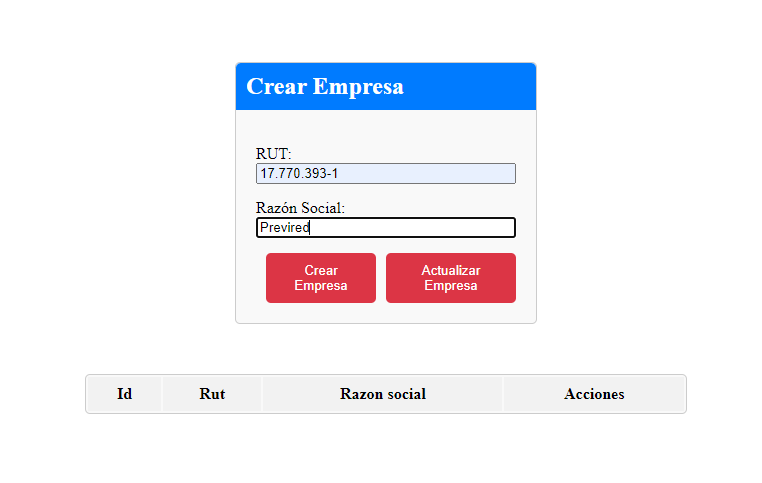 Crear Empresa
RUT:
17.770.393-1
Razón Social:
Previred
Crear
Empresa
Actualizar
Empresa
Id Rut Razon social Acciones